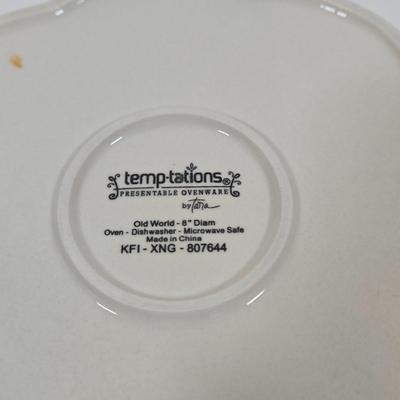 temp-tations®
PRESENTABLE OVENWARE
by Tara
Old World - 8" Diam
Oven - Dishwasher - Microwave Safe
Made in China
KFI - XNG - 807644